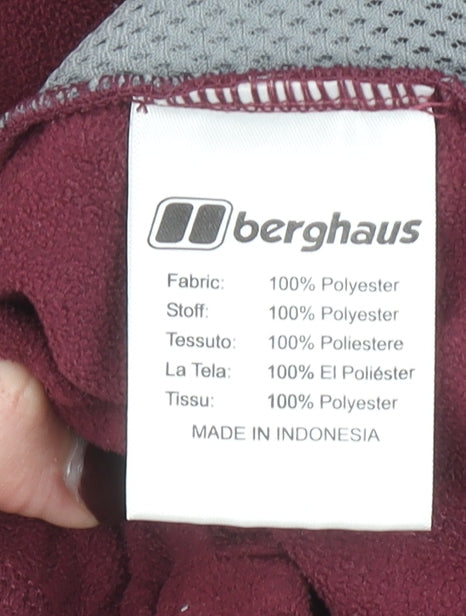 berghaus
Fabric: 100% Polyester
Stoff: 100% Polyester
Tessuto: 100% Poliestere
La Tela: 100% El Poliéster
Tissu: 100% Polyester
MADE IN INDONESIA